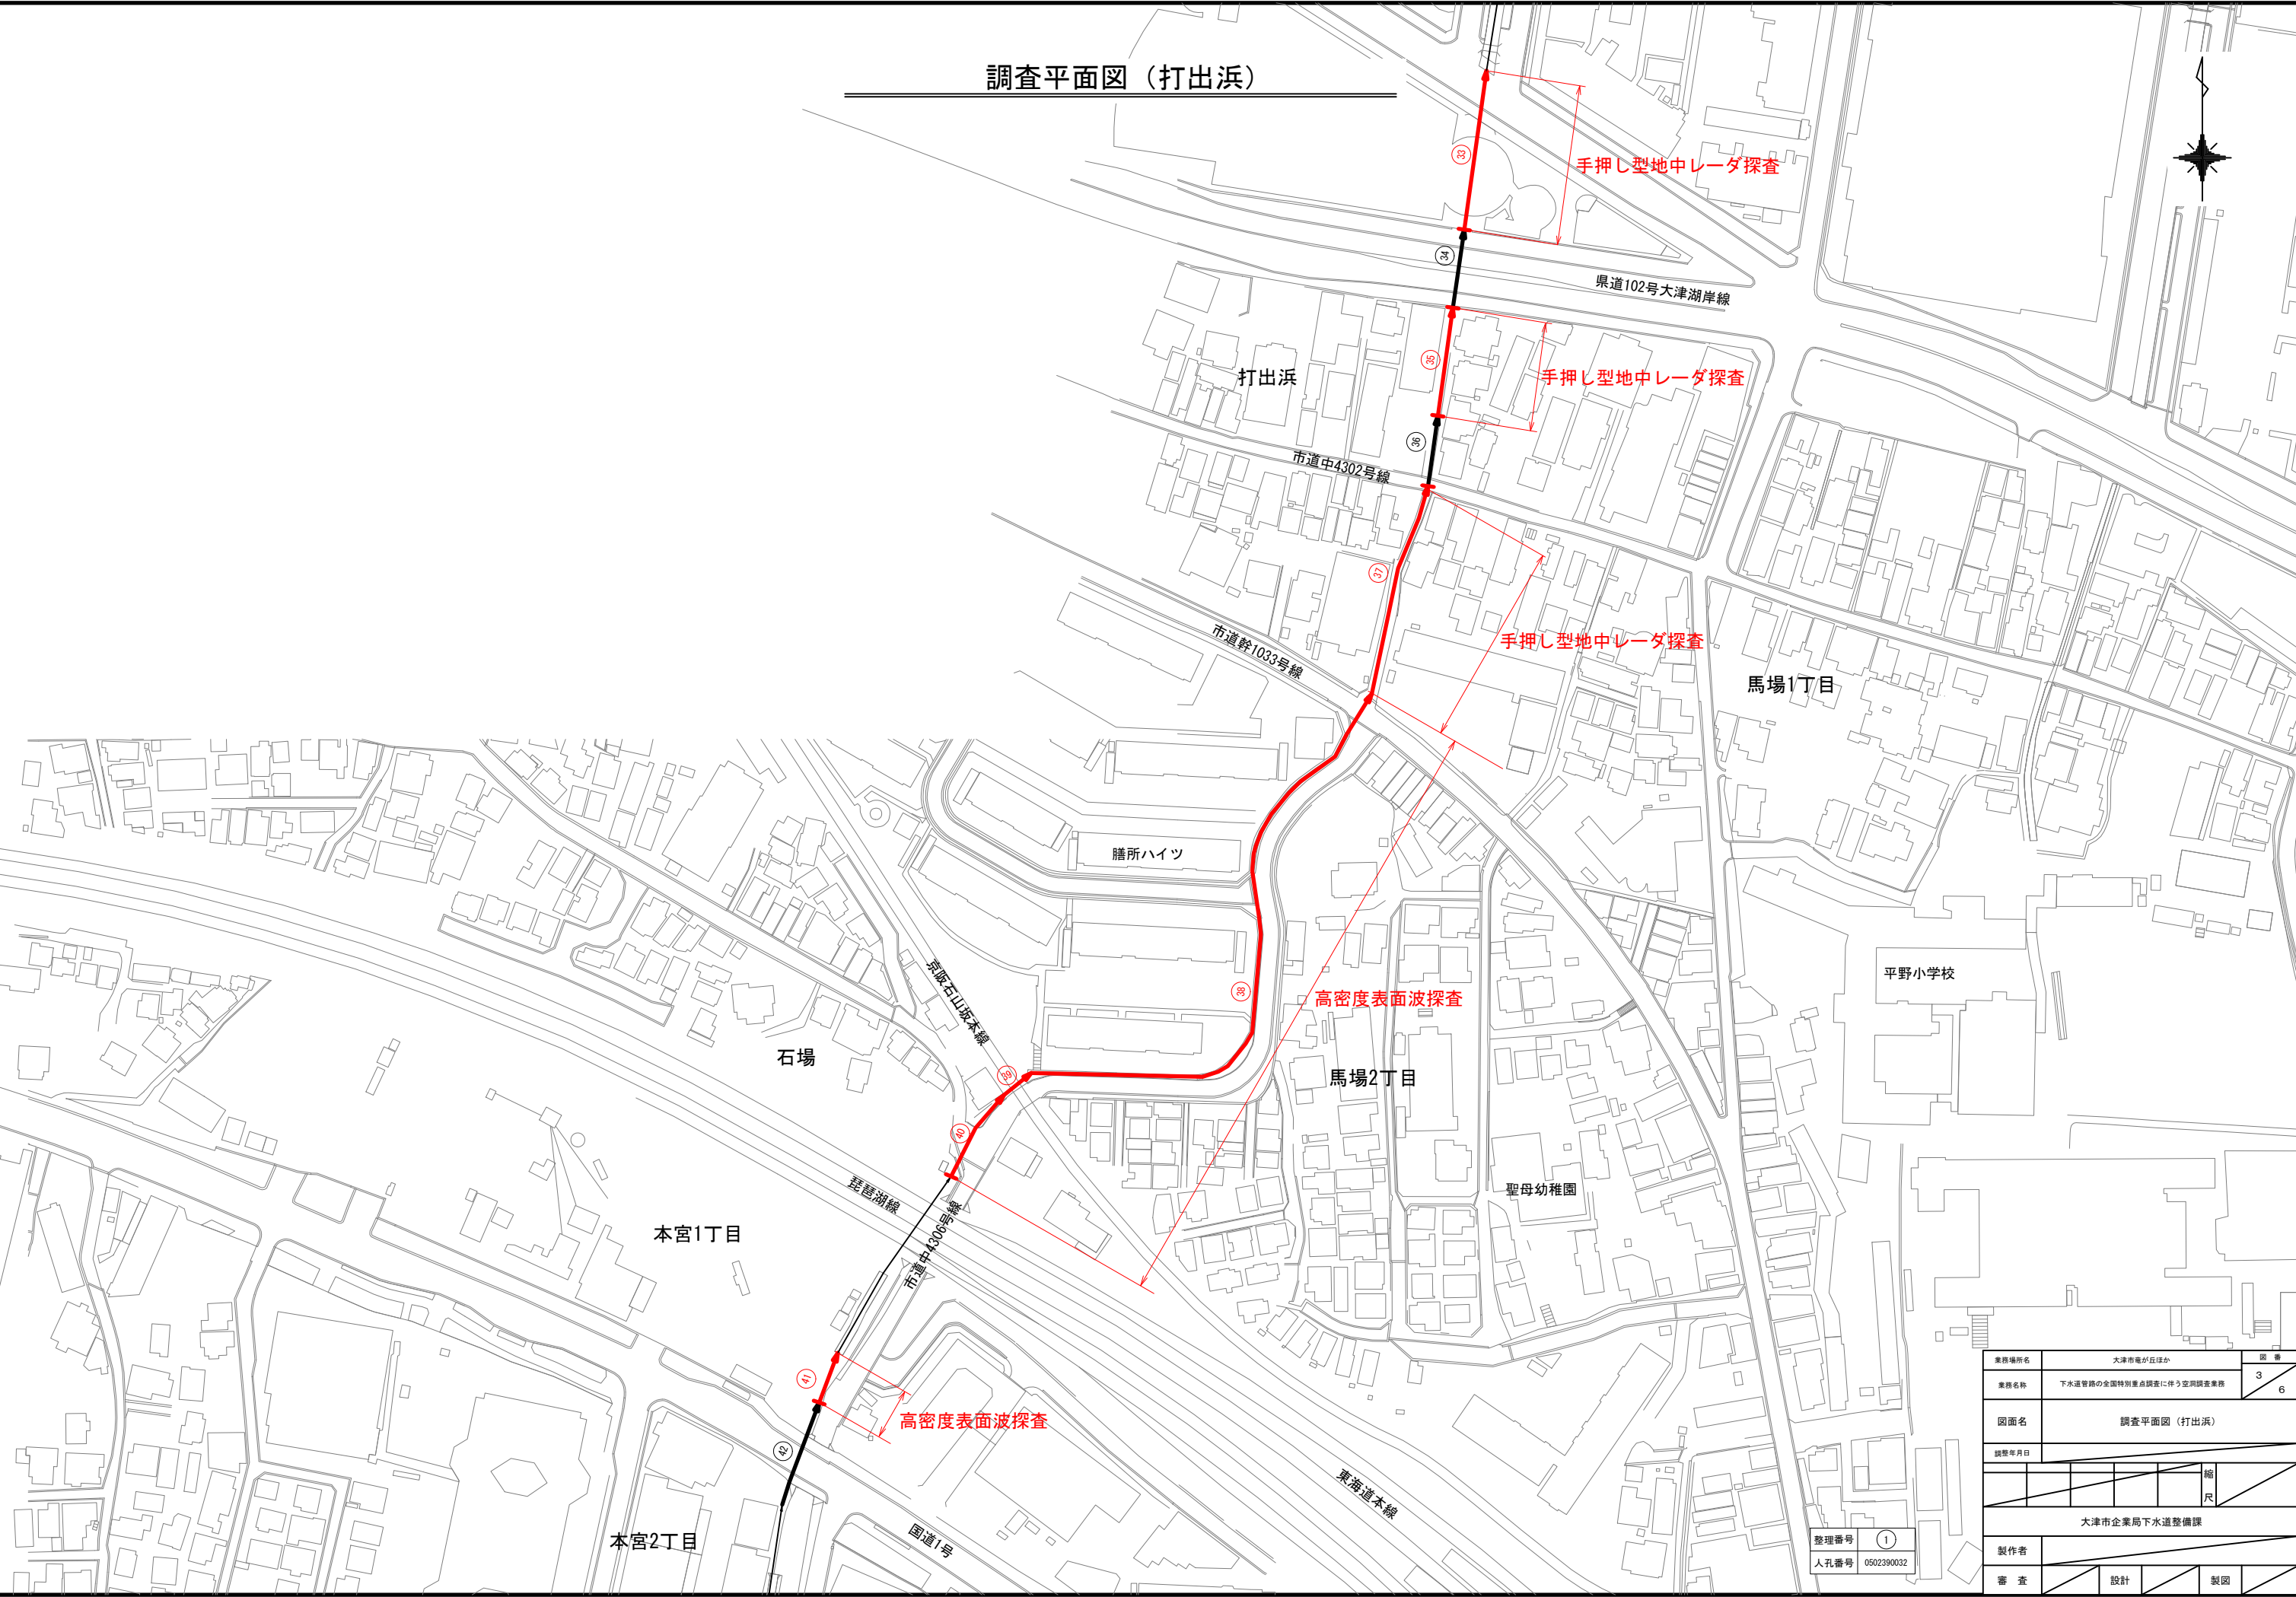 調査平面図（打出浜）
33
手押し型地中レーダ探査
34
県道102号大津湖岸線
35
手押し型地中レーダ探査
打出浜
36
市道中4302号線
37
手押し型地中レーダ探査
市道幹1033号線
馬場1丁目
膳所ハイツ
平野小学校
京阪石山坂本線
38
高密度表面波探査
石場
39
馬場2丁目
40
琵琶湖線
聖母幼稚園
市道中4306号線
本宮1丁目
41
高密度表面波探査
42
東海道本線
本宮2丁目
国道1号
整理番号 1
人孔番号 0502390032
業務場所名 大津市竜が丘ほか 図 番
業務名称 下水道管路の全国特別重点調査に伴う空洞調査業務 3 6
図面名 調査平面図（打出浜）
調整年月日
縮尺
大津市企業局下水道整備課
製作者
審 査 設計 製図